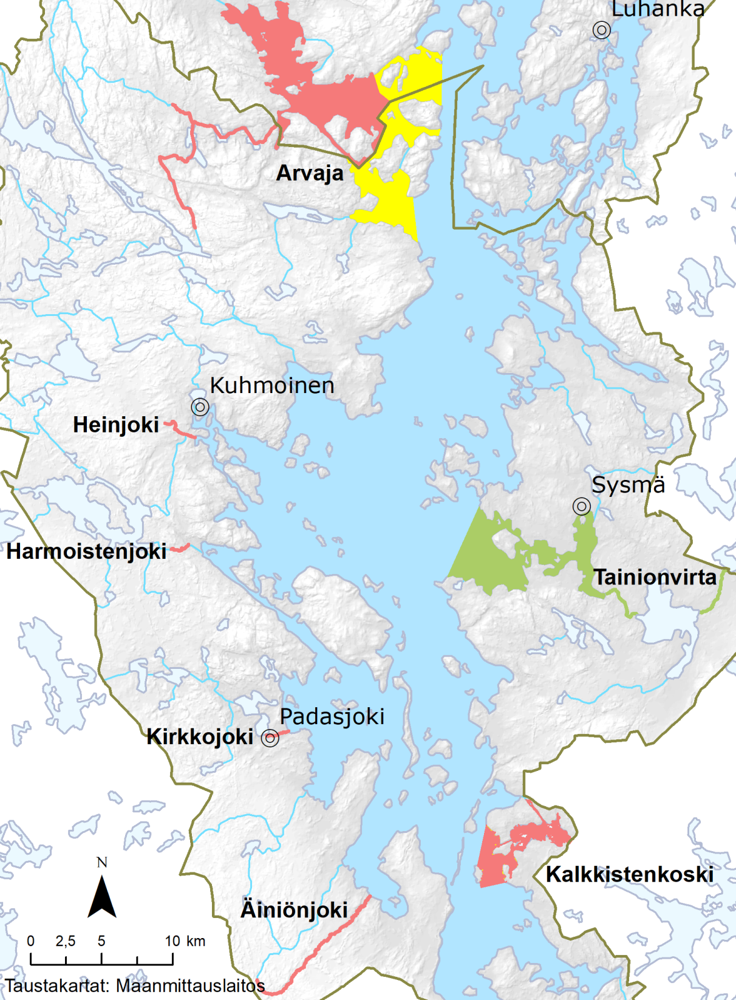 Luhanka
Arvaja
Kuhmoinen
Heinjoki
Sysmä
Harmoistenjoki
Tainionvirta
Padasjoki
Kirkkojoki
N
Kalkkistenkoski
Äiniönjoki
0 2,5 5 10 km
Taustakartat: Maanmittauslaitos